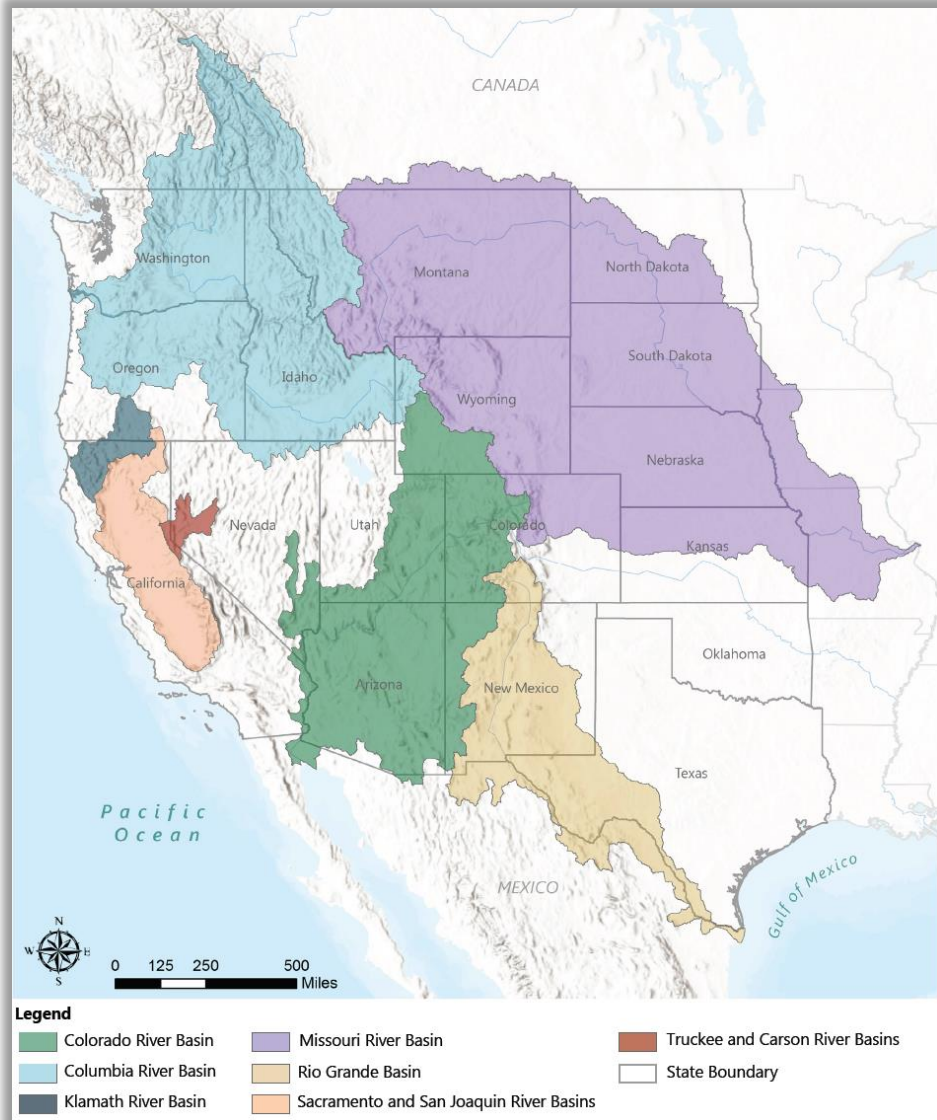 CANADA
Washington
Montana
North Dakota
Oregon
Idaho
South Dakota
Wyoming
Nebraska
Nevada
Utah
Colorado
Kansas
California
Oklahoma
Arizona
New Mexico
Texas
Pacific
Ocean
MEXICO
Gulf of Mexico
N
W E
S
0 125 250 500
Miles
Legend
Colorado River Basin
Missouri River Basin
Truckee and Carson River Basins
Columbia River Basin
Rio Grande Basin
State Boundary
Klamath River Basin
Sacramento and San Joaquin River Basins